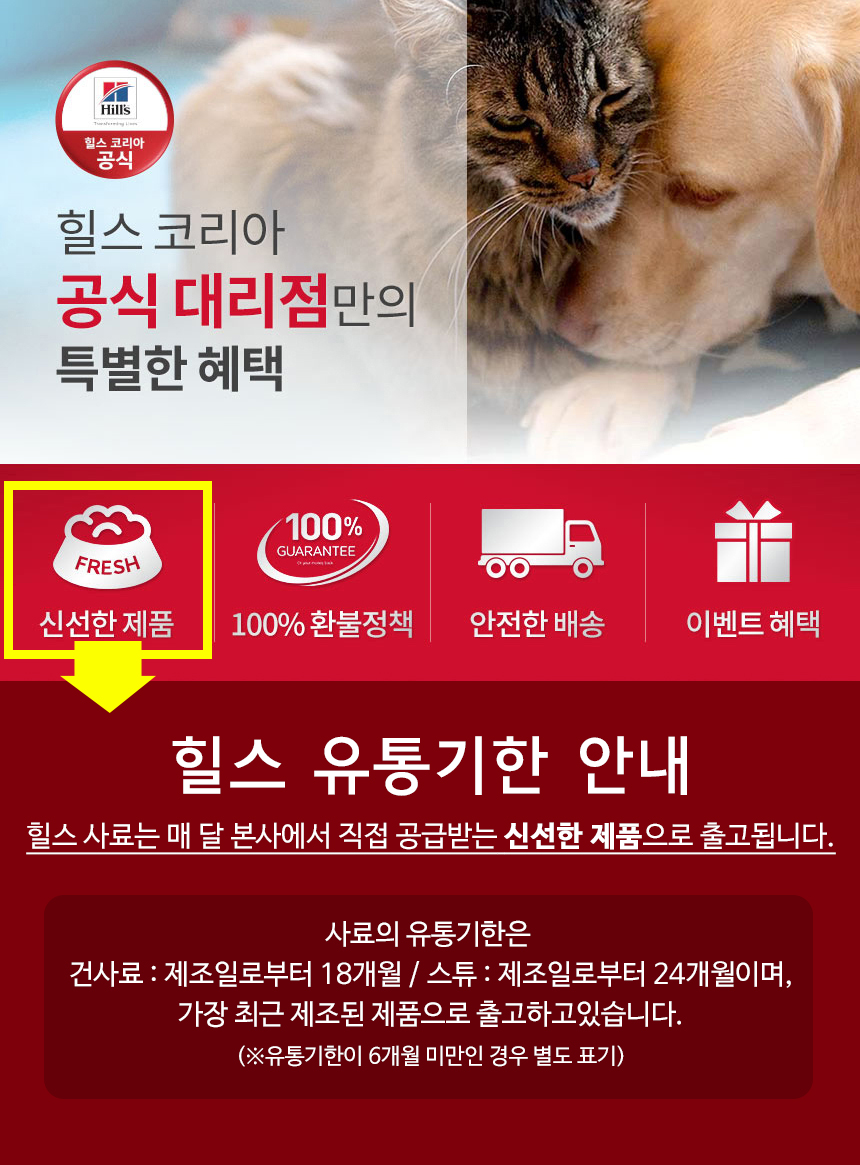 Hill's
Transforming Lives
힐스 코리아
공식
힐스 코리아
공식 대리점만의
특별한 혜택
FRESH
신선한 제품
100%
GUARANTEE
Or your money back
100% 환불정책
안전한 배송
이벤트 혜택
힐스 유통기한 안내
힐스 사료는 매 달 본사에서 직접 공급받는 신선한 제품으로 출고됩니다.
사료의 유통기한은
건사료 : 제조일로부터 18개월 / 스튜 : 제조일로부터 24개월이며,
가장 최근 제조된 제품으로 출고하고있습니다.
(※유통기한이 6개월 미만인 경우 별도 표기)